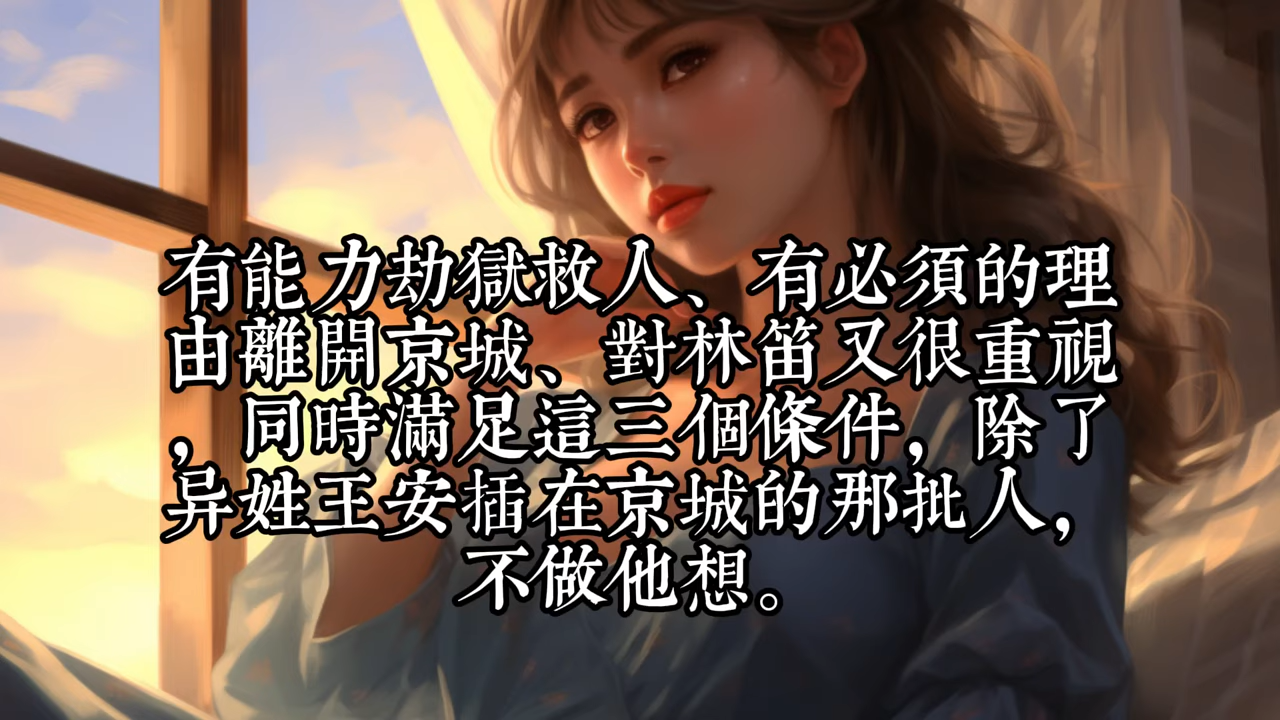 有能力劫獄救人、有必須的理
由離開京城、對林笛又很重視
，同時滿足這三個條件，除了
异姓王安插在京城的那批人，
不做他想。